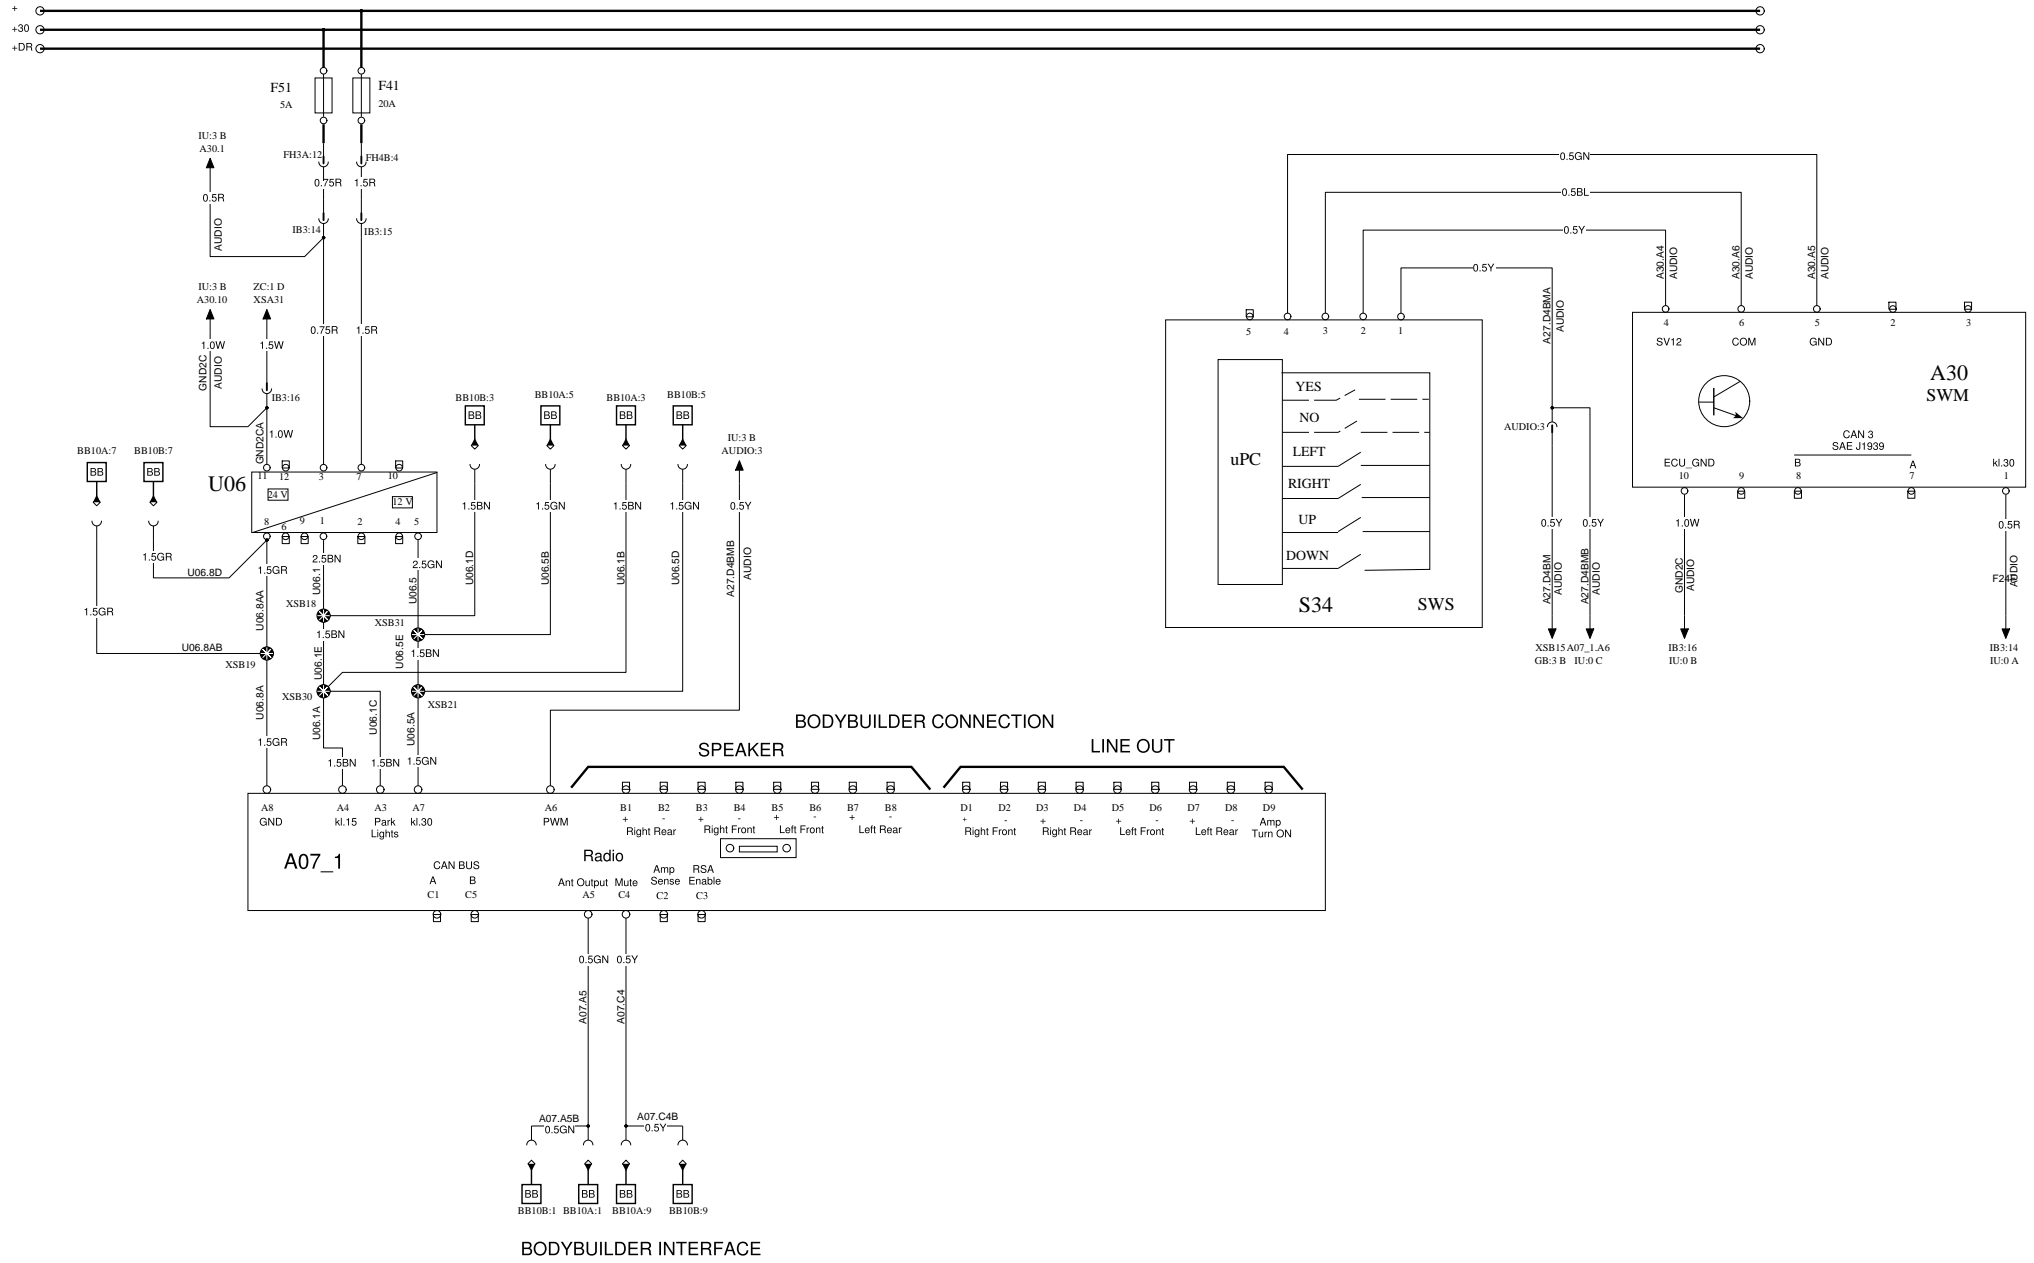 +
+30
+DR
F51
5A
F41
20A
IU:3 B
A30.1
FH3A:12
FH4B:4
0.75R
1.5R
0.5R
AUDIO
IB3:14
IB3:15
IU:3 B
A30.10
ZC:1 D
XSA31
0.75R
1.5R
1.0W
1.5W
GND2C
AUDIO
IB3:16
GND2CA
1.0W
BB10A:7
BB
BB10B:7
BB
BB10B:3
BB
BB10A:5
BB
BB10A:3
BB
BB10B:5
BB
IU:3 B
AUDIO:3
U06
11
12
3
7
10
24 V
12 V
8
6
9
1
2
4
5
1.5BN
1.5GN
1.5BN
1.5GN
0.5Y
U06.1D
U06.5B
U06.1B
U06.5D
A27.D4BMB
AUDIO
1.5GR
U06.8D
1.5GR
1.5GR
2.5BN
2.5GN
U06.8AA
U06.1
U06.5
XSB18
XSB31
1.5BN
1.5BN
U06.8AB
XSB19
U06.1E
U06.5E
XSB30
XSB21
U06.8A
U06.1A
U06.1C
U06.5A
1.5GR
1.5BN
1.5BN
1.5GN
BODYBUILDER CONNECTION
SPEAKER
LINE OUT
A8
GND
A4
kl.15
A3
Park
Lights
A7
kl.30
A6
PWM
B1
B2
B3
B4
B5
B6
B7
B8
+
-
+
-
+
-
+
-
Right Rear
Right Front
Left Front
Left Rear
D1
D2
D3
D4
D5
D6
D7
D8
D9
+
-
+
-
+
-
+
-
Right Front
Right Rear
Left Front
Left Rear
Amp
Turn ON
A07_1
Radio
CAN BUS
A
B
C1
C5
Ant Output
A5
Mute
C4
Amp
Sense
C2
RSA
Enable
C3
0.5GN
0.5Y
A07.A5
A07.C4
A07.A5B
0.5GN
A07.C4B
0.5Y
BB
BB
BB
BB
BB10B:1
BB10A:1
BB10A:9
BB10B:9
BODYBUILDER INTERFACE
0.5GN
0.5BL
0.5Y
0.5Y
A30.A4
AUDIO
A30.A6
AUDIO
A30.A5
AUDIO
A27.D4BMA
AUDIO
5
4
3
2
1
uPC
YES
NO
LEFT
RIGHT
UP
DOWN
S34
SWS
AUDIO:3
0.5Y
0.5Y
A27.D4BM
AUDIO
A27.D4BMB
AUDIO
XSB15
GB:3 B
A07_1.A6
IU:0 C
4
6
5
2
3
SV12
COM
GND
A30
SWM
CAN 3
SAE J1939
ECU_GND
B
A
kl.30
10
9
8
7
1
1.0W
GND2C
AUDIO
IB3:16
IU:0 B
0.5R
AUDIO
IB3:14
IU:0 A